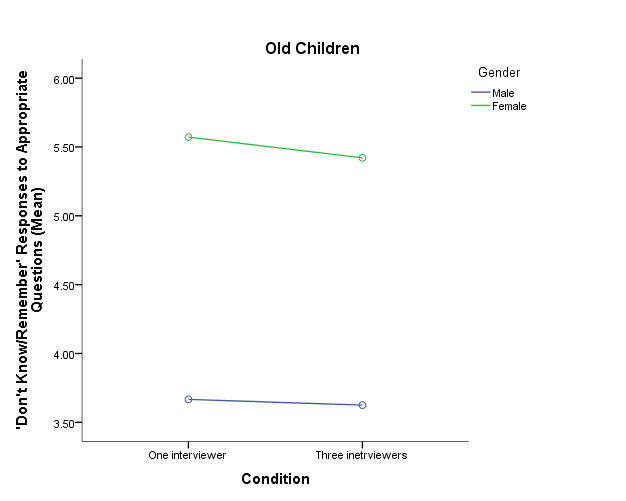 Old Children
Gender
Male
Female
'Don't Know/Remember' Responses to Appropriate
Questions (Mean)
6.00
5.50
5.00
4.50
4.00
3.50
One interviewer
Three inetrviewers
Condition